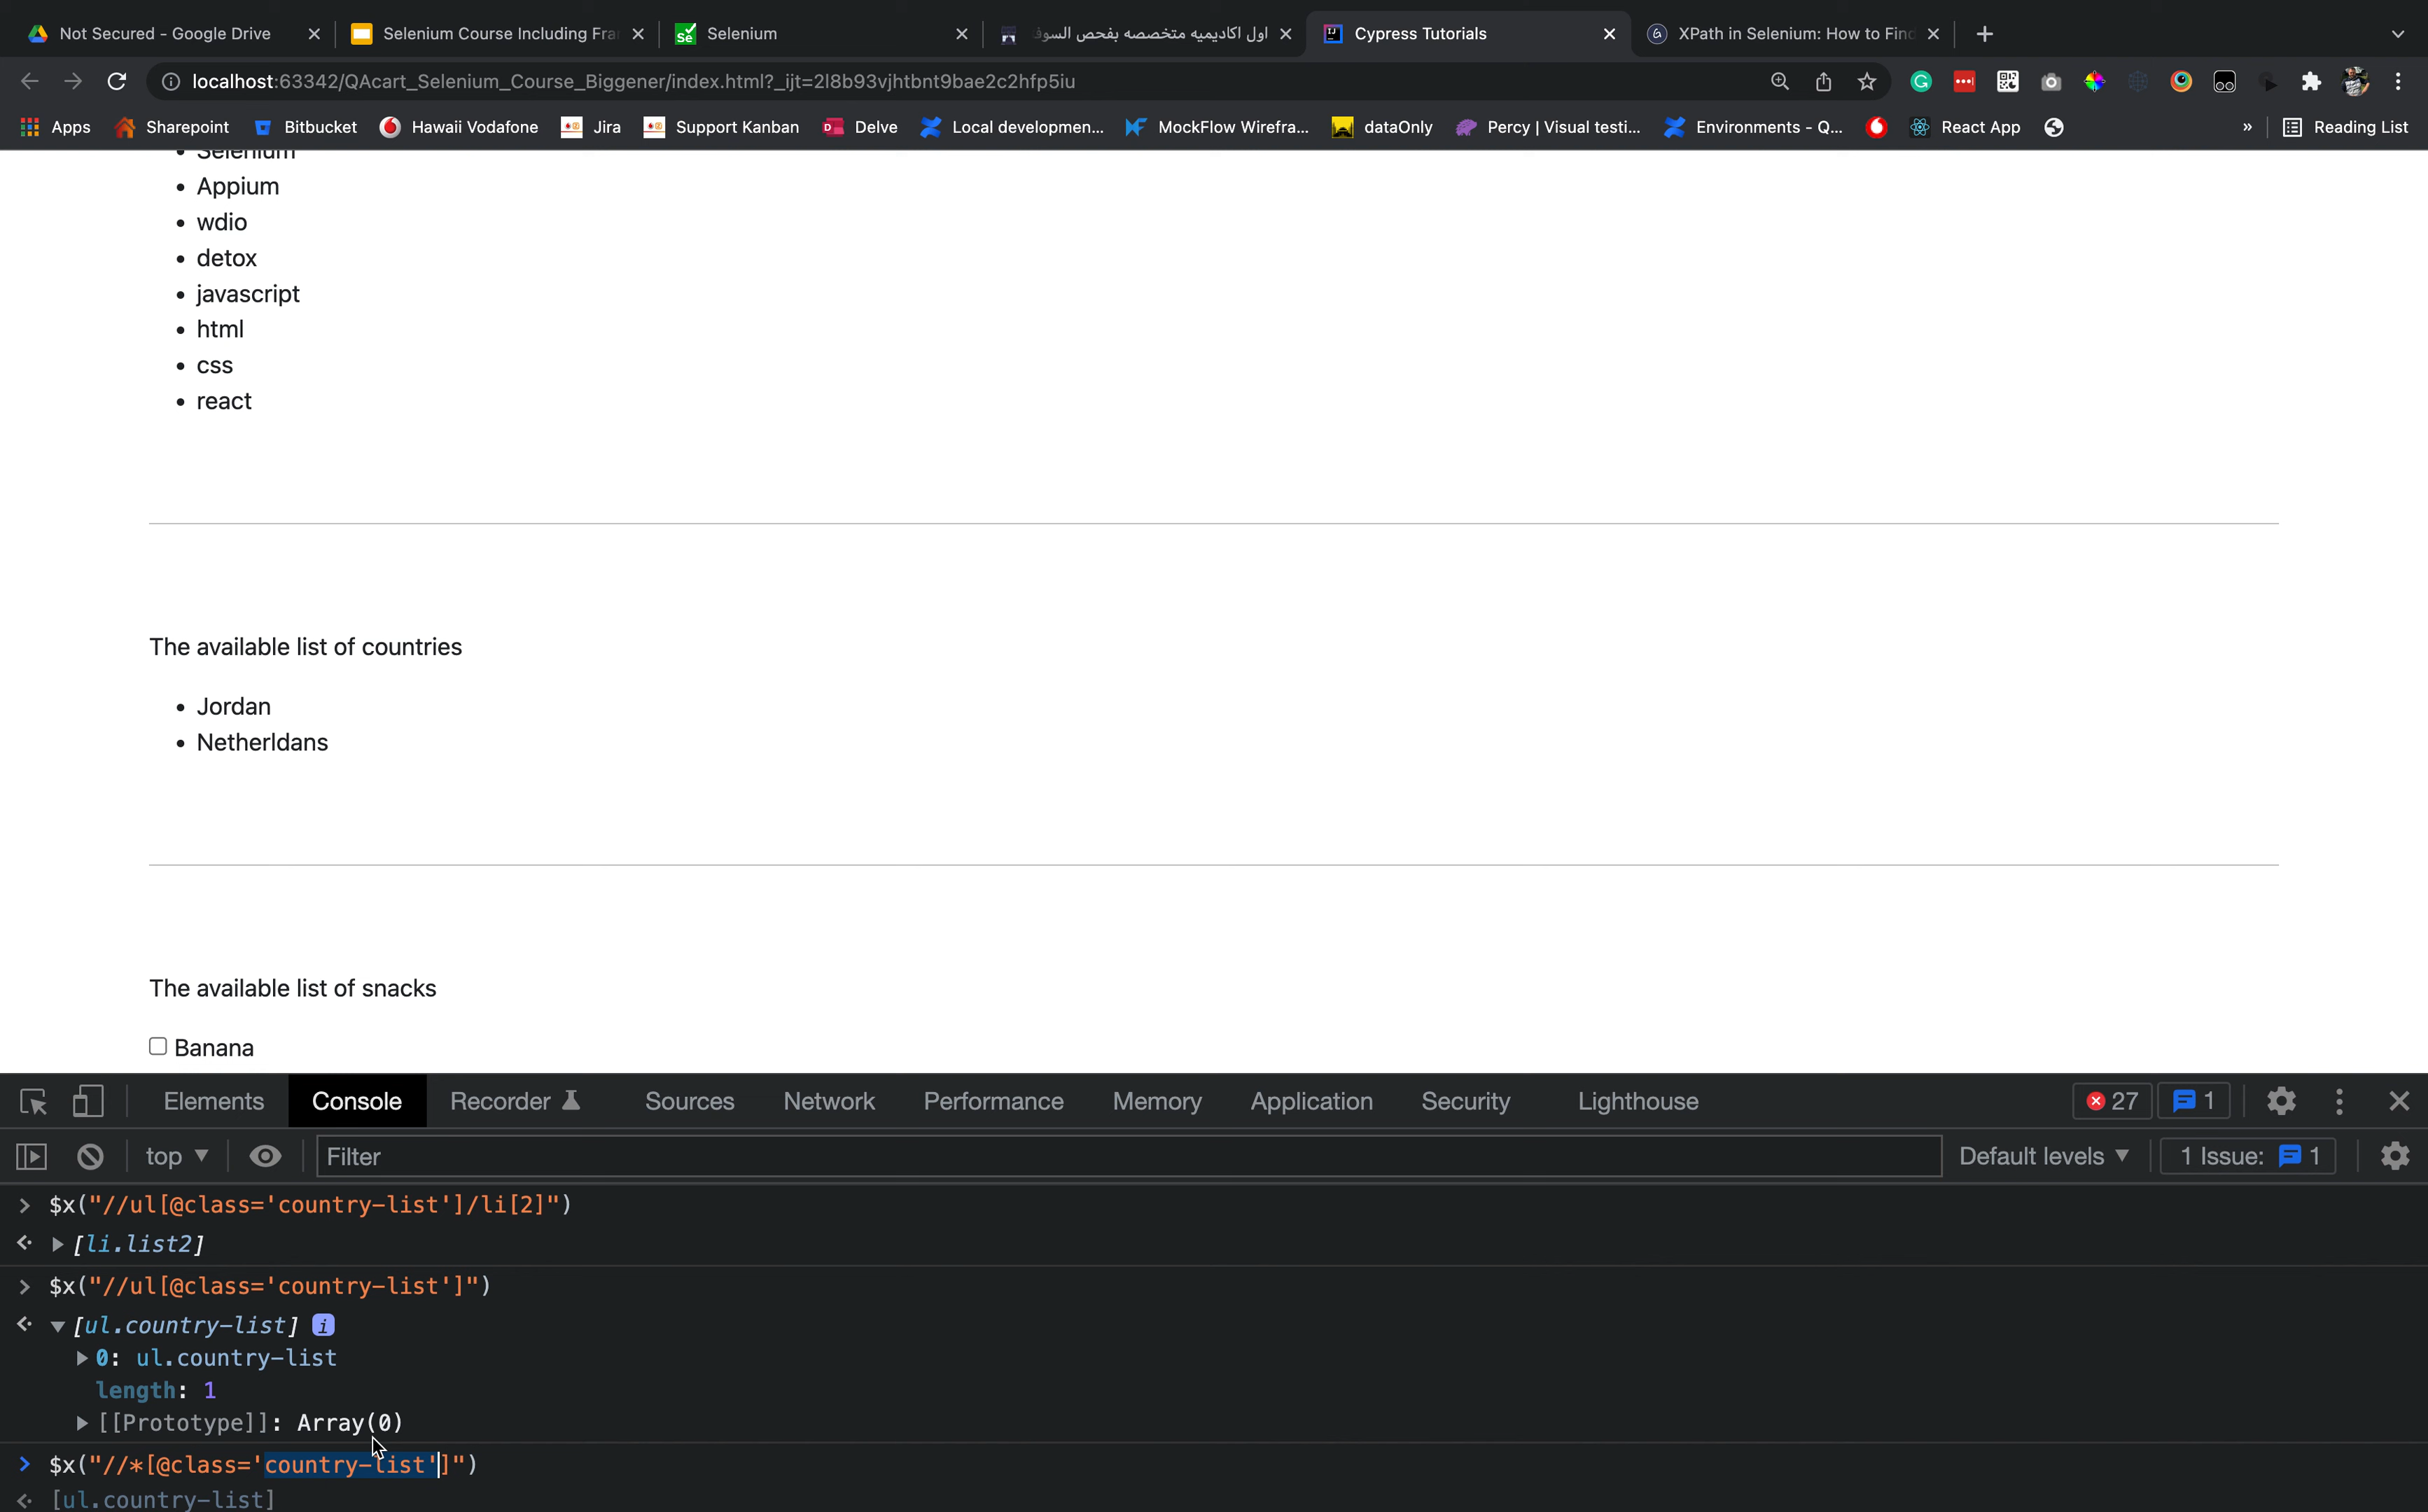 Not Secured - Google Drive
Selenium Course Including Fra
Selenium
اول اكاديميه متخصصه بفحص السوف
Cypress Tutorials
XPath in Selenium: How to Find
localhost:63342/QAcart_Selenium_Course_Biggener/index.html?_ijt=2l8b93vjhtbnt9bae2c2hfp5iu
Apps
Sharepoint
Bitbucket
Hawaii Vodafone
Jira
Support Kanban
Delve
Local developmen...
MockFlow Wirefra...
dataOnly
Percy | Visual testi...
Environments - Q...
React App
»
Reading List
Selenium
Appium
wdio
detox
javascript
html
css
react
The available list of countries
Jordan
Netherldans
The available list of snacks
Banana
Elements
Console
Recorder
Sources
Network
Performance
Memory
Application
Security
Lighthouse
27
1
top
Filter
Default levels
1 Issue: 1
$x("//ul[@class='country-list']/li[2]")
[li.list2]
$x("//ul[@class='country-list']")
[ul.country-list] i
0: ul.country-list
length: 1
[[Prototype]]: Array(0)
$x("//*[@class='country-list']")
[ul.country-list]